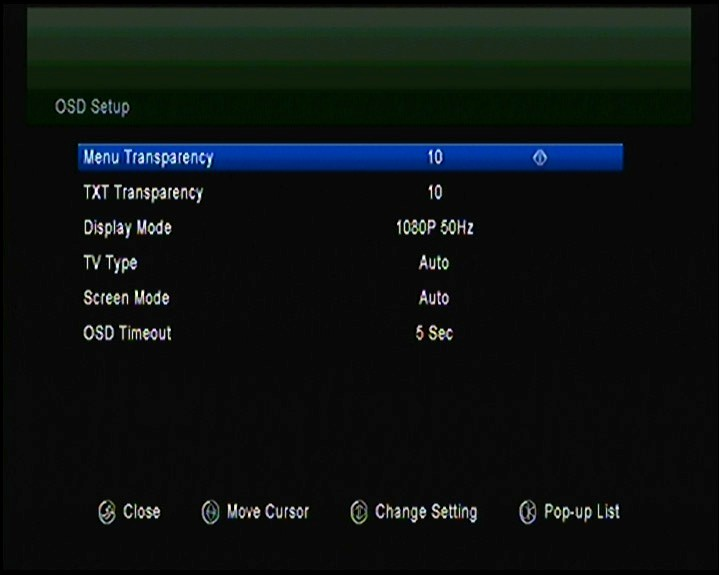 OSD Setup
Menu Transparency 10
TXT Transparency 10
Display Mode 1080P 50Hz
TV Type Auto
Screen Mode Auto
OSD Timeout 5 Sec
Close Move Cursor Change Setting Pop-up List